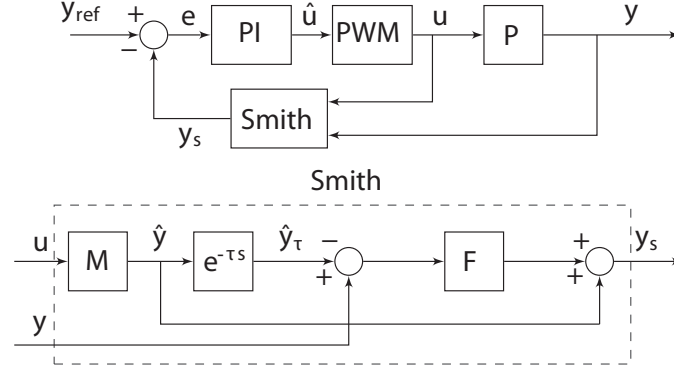 y_ref + − e PI û PWM u P y
y_s Smith
Smith
u M ŷ e^-τs ŷ_τ − + F + + y_s
y